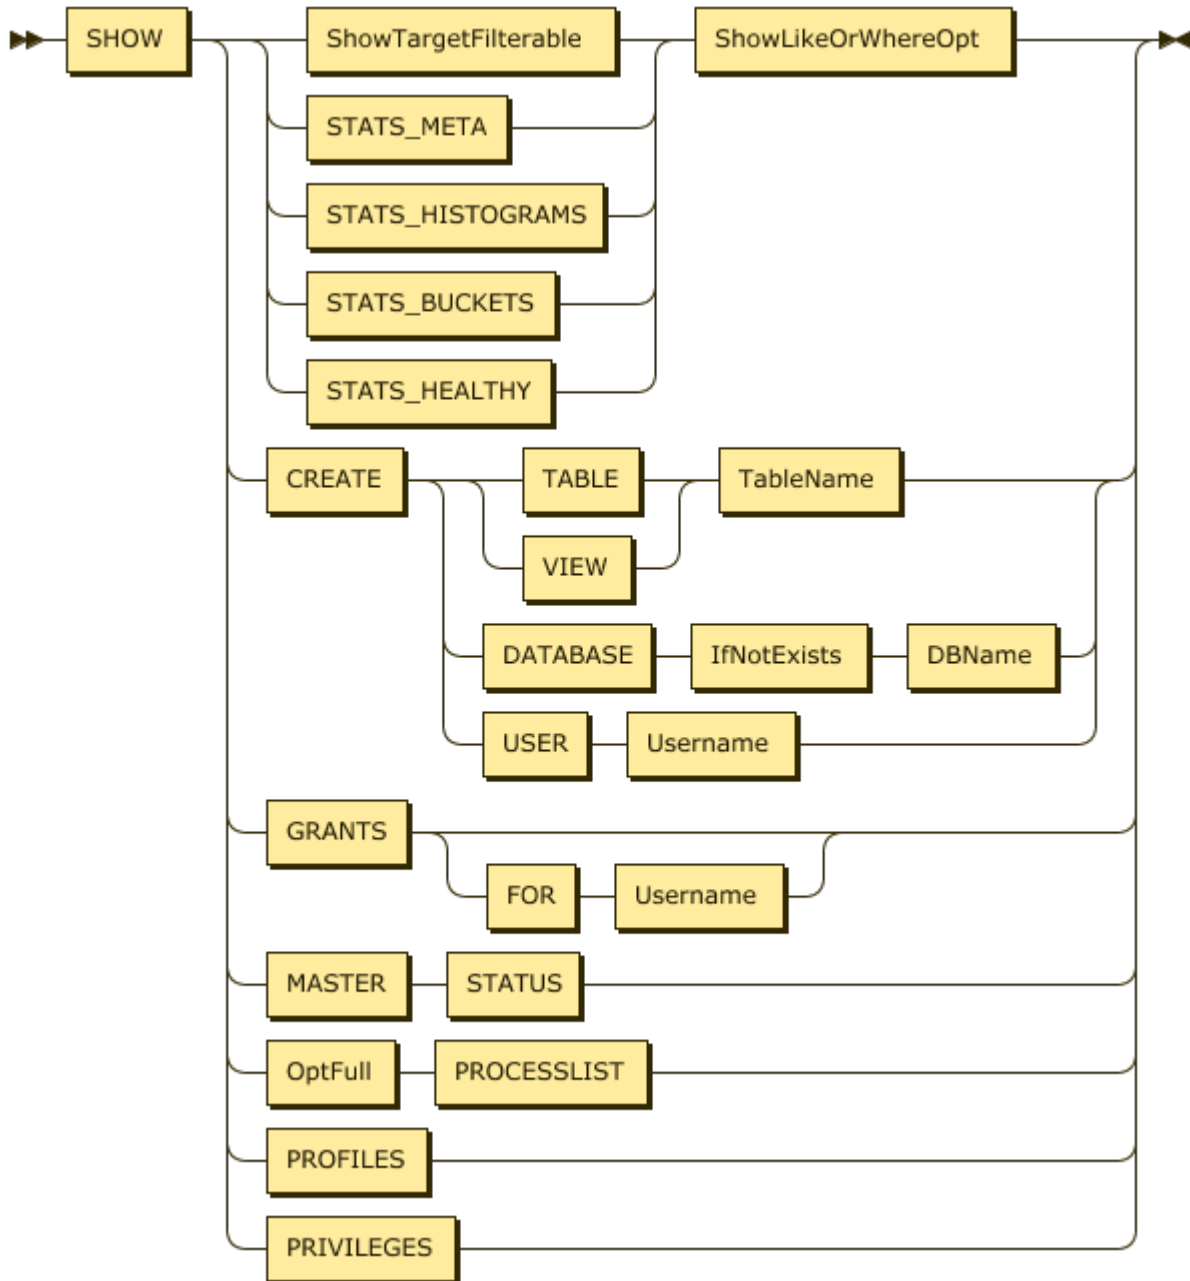 SHOW ShowTargetFilterable ShowLikeOrWhereOpt
STATS_META
STATS_HISTOGRAMS
STATS_BUCKETS
STATS_HEALTHY
CREATE TABLE TableName
VIEW
DATABASE IfNotExists DBName
USER Username
GRANTS
FOR Username
MASTER STATUS
OptFull PROCESSLIST
PROFILES
PRIVILEGES